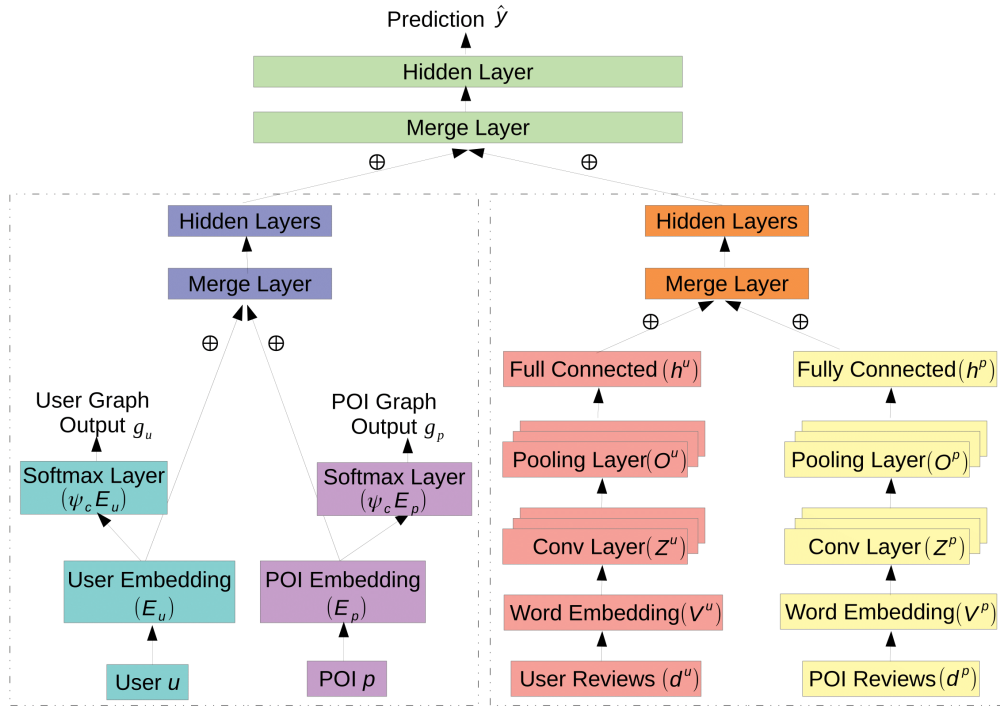 Prediction ŷ
Hidden Layer
Merge Layer
⊕ ⊕
Hidden Layers
Merge Layer
⊕ ⊕
User Graph
Output g_u
POI Graph
Output g_p
Softmax Layer
(ψ_c E_u)
Softmax Layer
(ψ_c E_p)
User Embedding
(E_u)
POI Embedding
(E_p)
User u
POI p
Hidden Layers
Merge Layer
⊕ ⊕
Full Connected (h^u)
Fully Connected (h^p)
Pooling Layer (O^u)
Pooling Layer (O^p)
Conv Layer (Z^u)
Conv Layer (Z^p)
Word Embedding (V^u)
Word Embedding (V^p)
User Reviews (d^u)
POI Reviews (d^p)